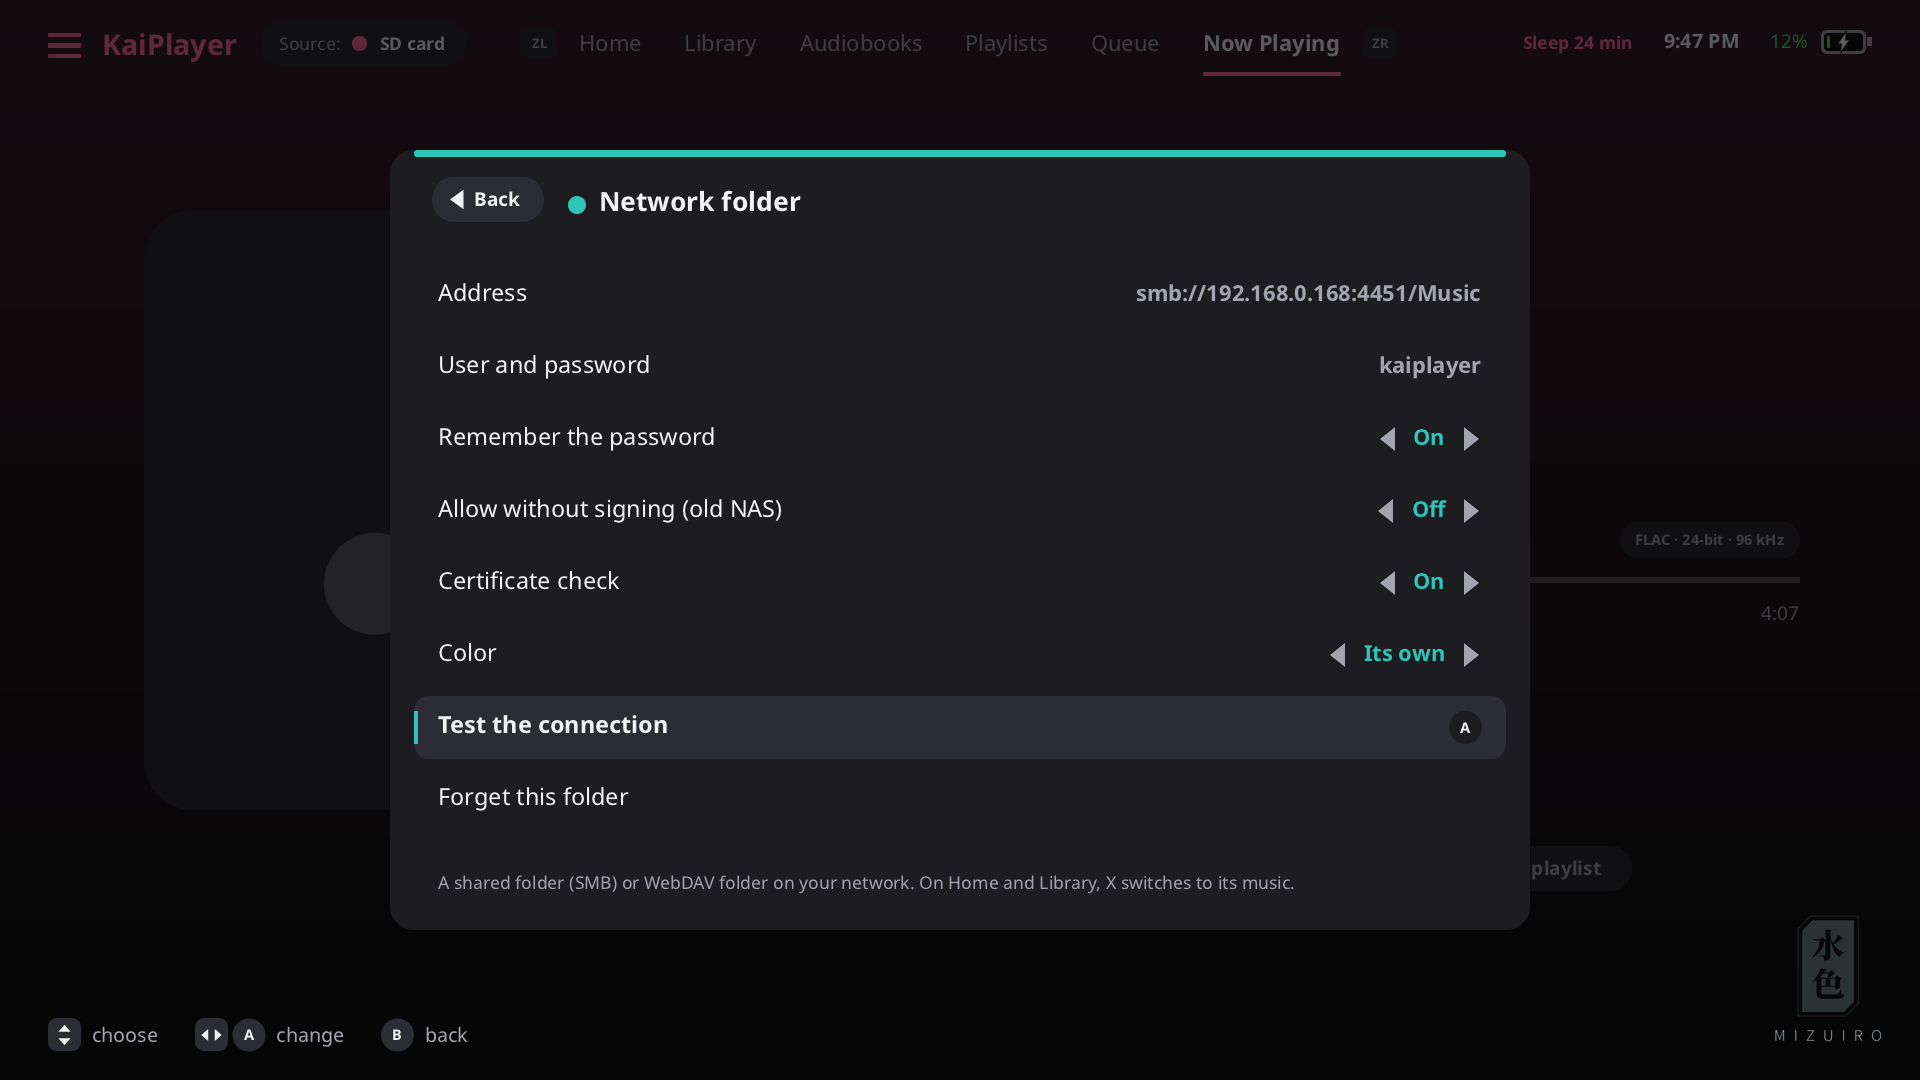 KaiPlayer
Source: SD card
ZL
Home
Library
Audiobooks
Playlists
Queue
Now Playing
ZR
Sleep 24 min
9:47 PM
12%
Back
Network folder
Address
smb://192.168.0.168:4451/Music
User and password
kaiplayer
Remember the password
On
Allow without signing (old NAS)
Off
Certificate check
On
Color
Its own
Test the connection
A
Forget this folder
A shared folder (SMB) or WebDAV folder on your network. On Home and Library, X switches to its music.
FLAC · 24-bit · 96 kHz
4:07
playlist
水色
MIZUIRO
choose
A change
B back